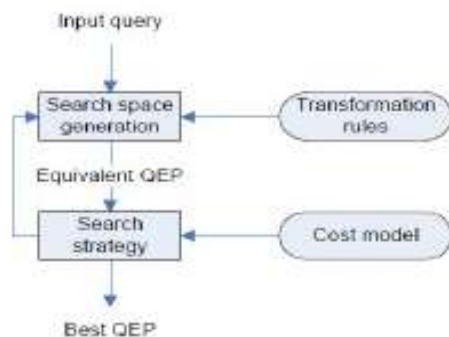 Input query
Search space
generation
Transformation
rules
Equivalent QEP
Search
strategy
Cost model
Best QEP